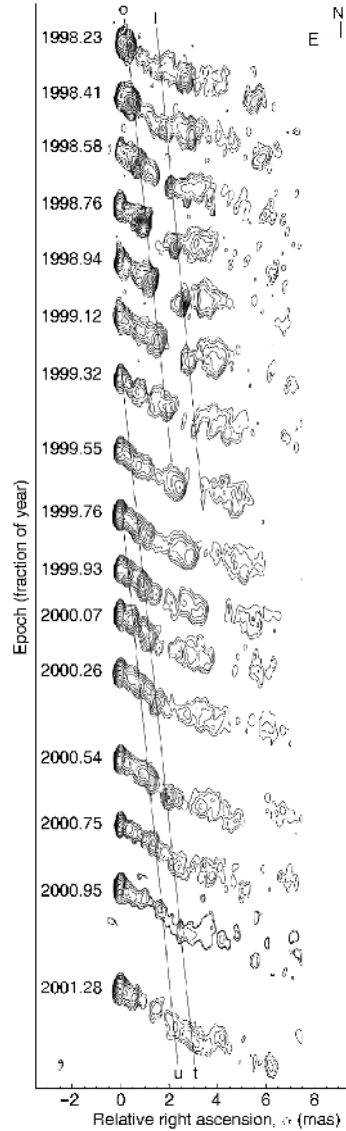 o
l
N
E
1998.23
1998.41
1998.58
1998.76
1998.94
1999.12
1999.32
1999.55
1999.76
1999.93
2000.07
2000.26
2000.54
2000.75
2000.95
2001.28
Epoch (fraction of year)
u t
−2 0 2 4 6 8
Relative right ascension, α (mas)